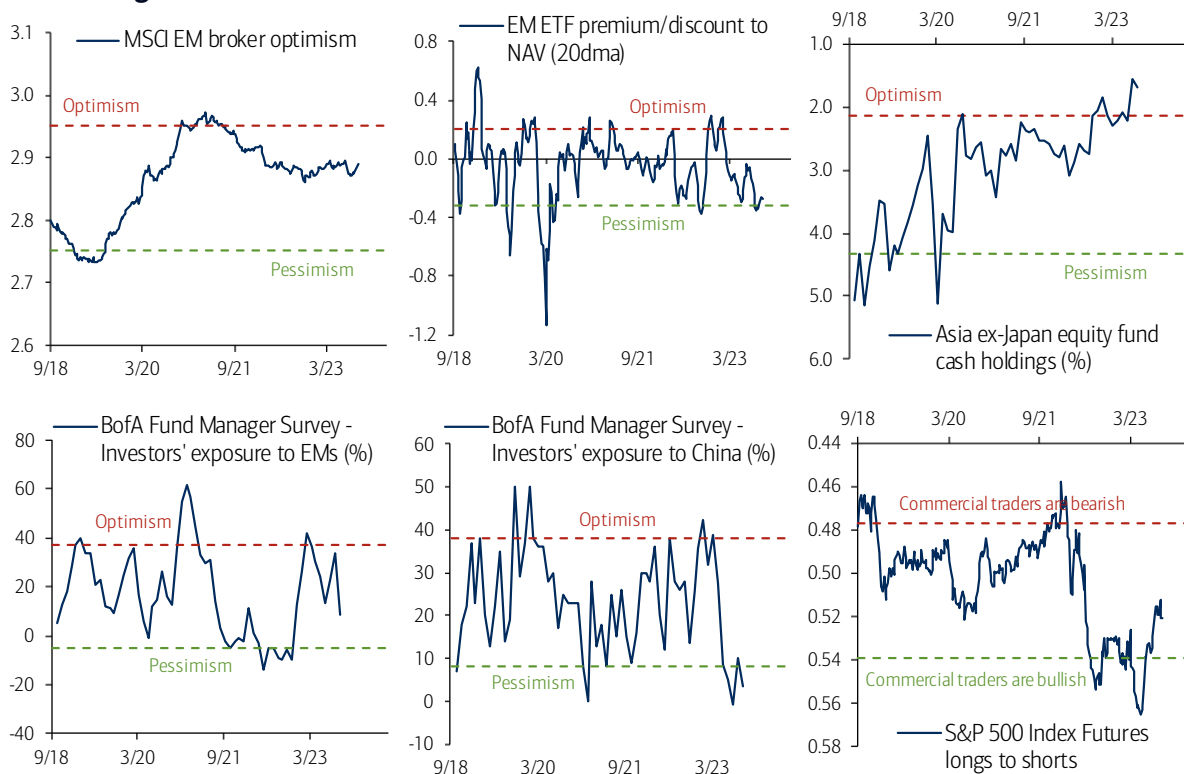 MSCI EM broker optimism
3.1
3.0
2.9
2.8
2.7
2.6
Optimism
Pessimism
9/18
3/20
9/21
3/23
EM ETF premium/discount to
NAV (20dma)
0.8
0.4
0.0
-0.4
-0.8
-1.2
Optimism
Pessimism
9/18
3/20
9/21
3/23
9/18
3/20
9/21
3/23
1.0
2.0
3.0
4.0
5.0
6.0
Optimism
Pessimism
Asia ex-Japan equity fund
cash holdings (%)
BofA Fund Manager Survey -
Investors' exposure to EMs (%)
80
60
40
20
0
-20
-40
Optimism
Pessimism
9/18
3/20
9/21
3/23
BofA Fund Manager Survey -
Investors' exposure to China (%)
60
50
40
30
20
10
0
-10
Optimism
Pessimism
9/18
3/20
9/21
3/23
9/18
3/20
9/21
3/23
0.44
0.46
0.48
0.50
0.52
0.54
0.56
0.58
Commercial traders are bearish
Commercial traders are bullish
S&P 500 Index Futures
longs to shorts